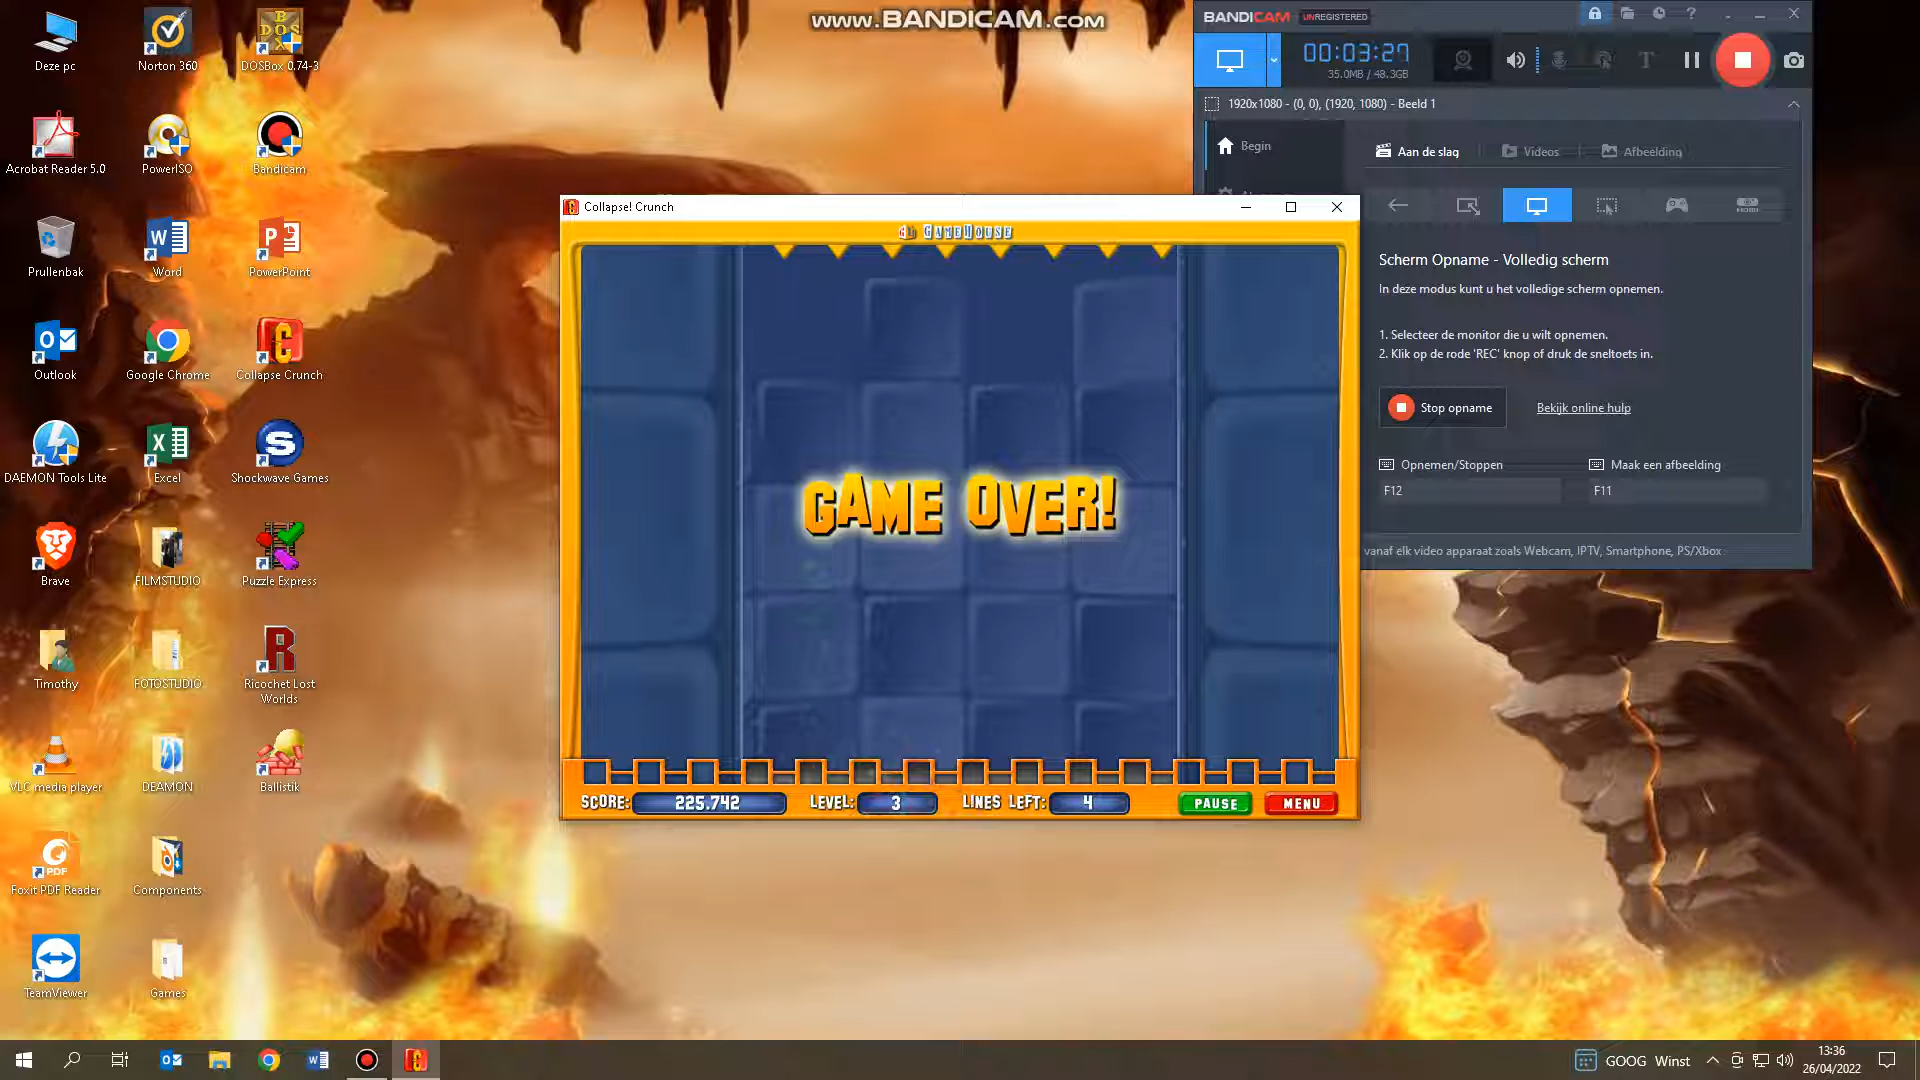 www.BANDICAM.com
Deze pc
Norton 360
DOSBox 0.74-3
Acrobat Reader 5.0
PowerISO
Bandicam
Prullenbak
Word
PowerPoint
Outlook
Google Chrome
Collapse Crunch
DAEMON Tools Lite
Excel
Shockwave Games
Brave
FILMSTUDIO
Puzzle Express
Timothy
FOTOSTUDIO
Ricochet Lost
Worlds
VLC media player
DEAMON
Ballistik
Foxit PDF Reader
Components
TeamViewer
Games
BANDICAM UNREGISTERED
00:03:27
35.0MB / 48.3GB
1920x1080 - (0, 0), (1920, 1080) - Beeld 1
Begin
Aan de slag
Videos
Afbeelding
HDMI
Scherm Opname - Volledig scherm
In deze modus kunt u het volledige scherm opnemen.
1. Selecteer de monitor die u wilt opnemen.
2. Klik op de rode 'REC' knop of druk de sneltoets in.
Stop opname
Bekijk online hulp
Opnemen/Stoppen
Maak een afbeelding
F12
F11
vanaf elk video apparaat zoals Webcam, IPTV, Smartphone, PS/Xbox
Collapse! Crunch
GAMEHOUSE
GAME OVER!
SCORE: 225.742
LEVEL: 3
LINES LEFT: 4
PAUSE
MENU
GOOG Winst
13:36
26/04/2022